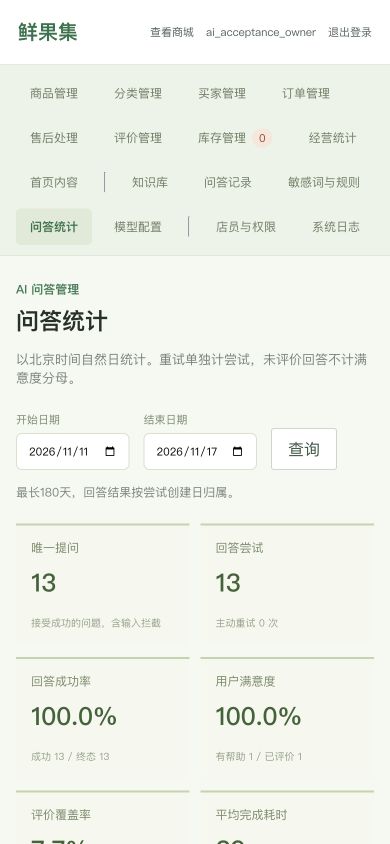 鲜果集 查看商城 ai_acceptance_owner 退出登录
商品管理 分类管理 买家管理 订单管理
售后处理 评价管理 库存管理 0 经营统计
首页内容 知识库 问答记录 敏感词与规则
问答统计 模型配置 店员与权限 系统日志
AI 问答管理
问答统计
以北京时间自然日统计。重试单独计尝试，未评价回答不计满
意度分母。
开始日期 结束日期
2026/11/11 2026/11/17 查询
最长180天，回答结果按尝试创建日归属。
唯一提问 回答尝试
13 13
接受成功的问题，含输入拦截 主动重试 0 次
回答成功率 用户满意度
100.0% 100.0%
成功 13 / 终态 13 有帮助 1 / 已评价 1
评价覆盖率 平均完成耗时